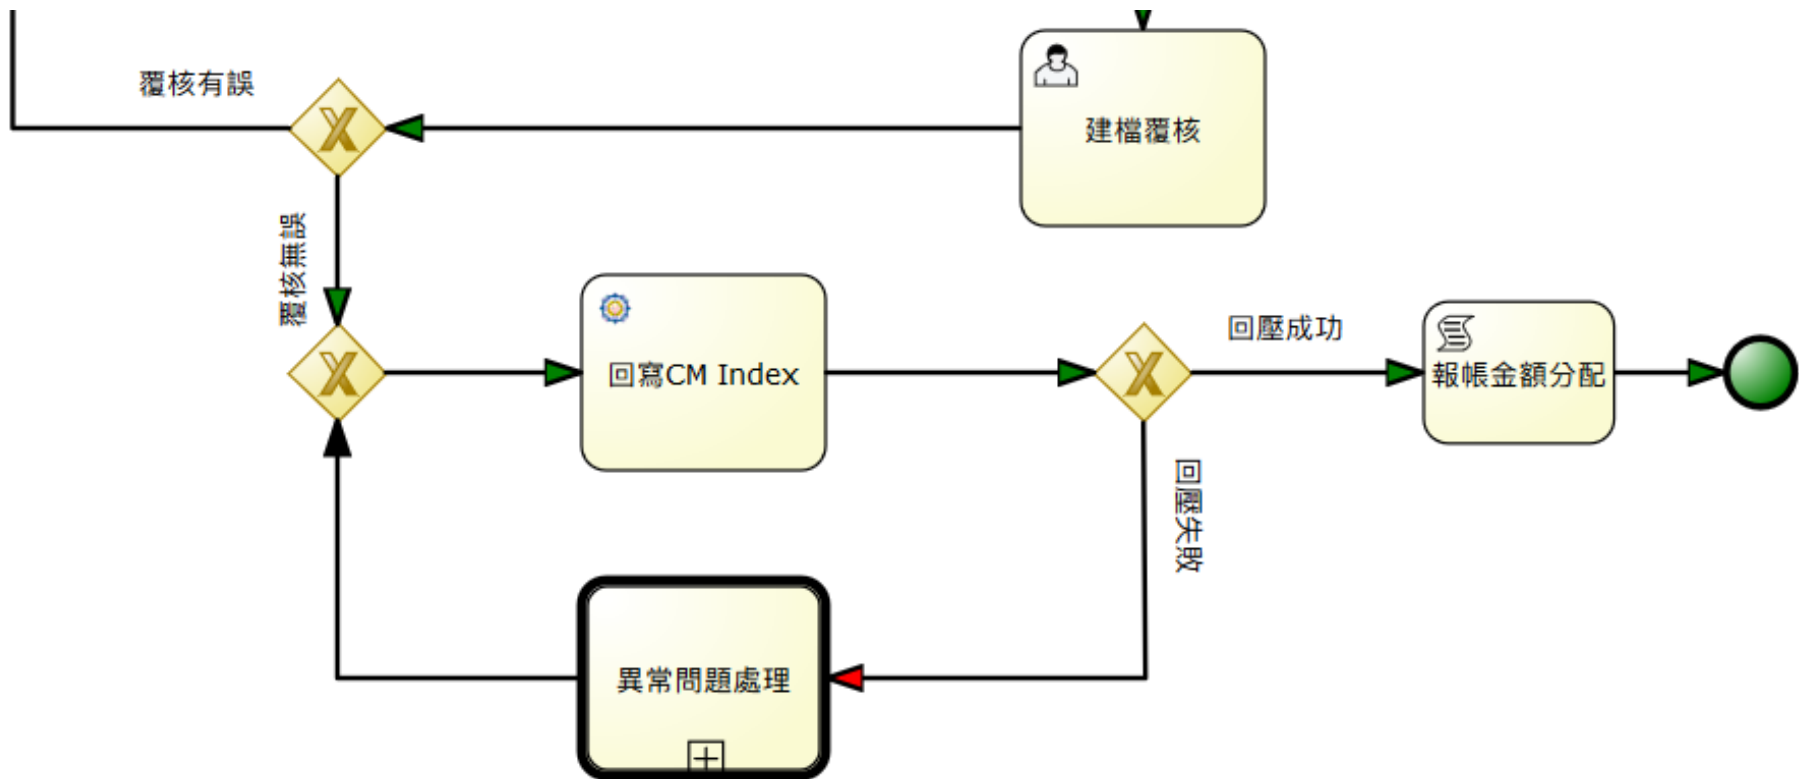 覆核有誤
建檔覆核
覆核無誤
回寫CM Index
回壓成功
報帳金額分配
回壓失敗
異常問題處理